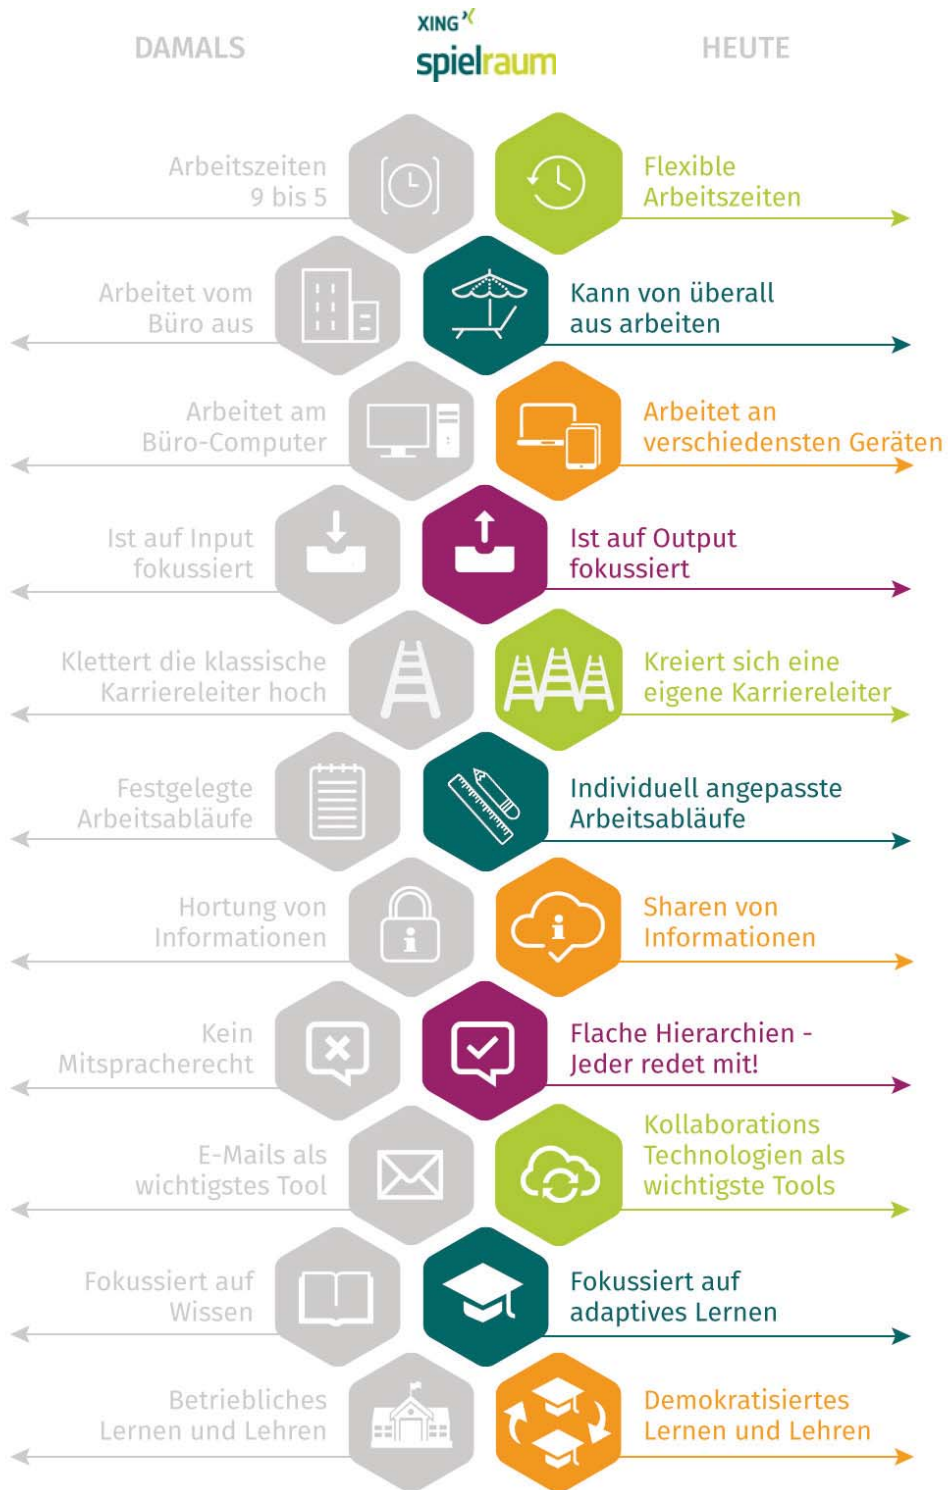 DAMALS
XING
spielraum
HEUTE
Arbeitszeiten
9 bis 5
Flexible
Arbeitszeiten
Arbeitet vom
Büro aus
Kann von überall
aus arbeiten
Arbeitet am
Büro-Computer
Arbeitet an
verschiedensten Geräten
Ist auf Input
fokussiert
Ist auf Output
fokussiert
Klettert die klassische
Karriereleiter hoch
Kreiert sich eine
eigene Karriereleiter
Festgelegte
Arbeitsabläufe
Individuell angepasste
Arbeitsabläufe
Hortung von
Informationen
Sharen von
Informationen
Kein
Mitspracherecht
Flache Hierarchien -
Jeder redet mit!
E-Mails als
wichtigstes Tool
Kollaborations
Technologien als
wichtigste Tools
Fokussiert auf
Wissen
Fokussiert auf
adaptives Lernen
Betriebliches
Lernen und Lehren
Demokratisiertes
Lernen und Lehren